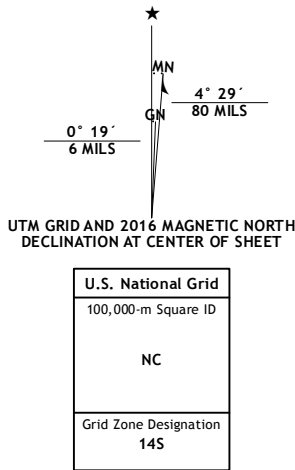 MN
4° 29´
80 MILS
GN
0° 19´
6 MILS
UTM GRID AND 2016 MAGNETIC NORTH
DECLINATION AT CENTER OF SHEET
U.S. National Grid
100,000-m Square ID
NC
Grid Zone Designation
14S